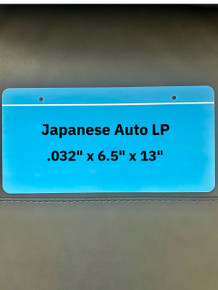 Japanese Auto LP
.032" x 6.5" x 13"